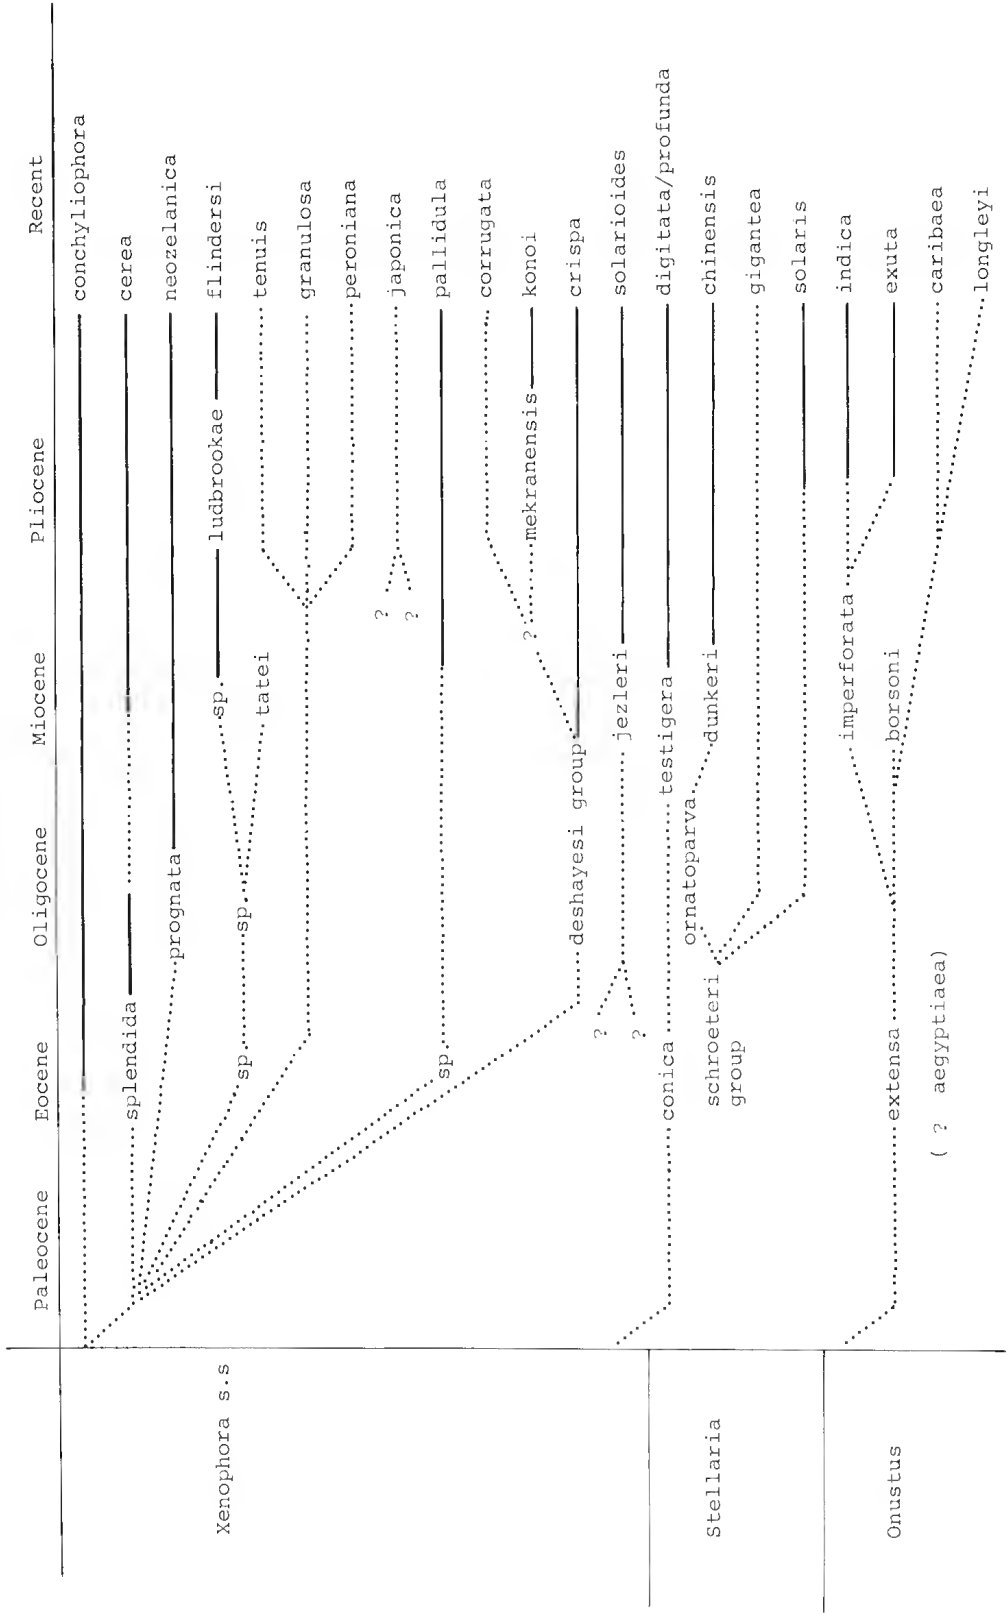 Paleocene Eocene Oligocene Miocene Pliocene Recent
Xenophora s.s
conchyliophora
splendida cerea
prognata neozelanica
sp ludbrookae flindersi
sp sp
tatei tenuis
granulosa
peroniana
? ? japonica
sp pallidula
corrugata
? mekranensis konoi
deshayesi group crispa
Stellaria
? ? jezleri solarioides
conica testigera digitata/profunda
ornatoparva
schroeteri group dunkeri chinensis
gigantea
solaris
Onustus
imperforata indica
extensa borsoni exuta
( ? aegyptiaea) caribaea
longleyi